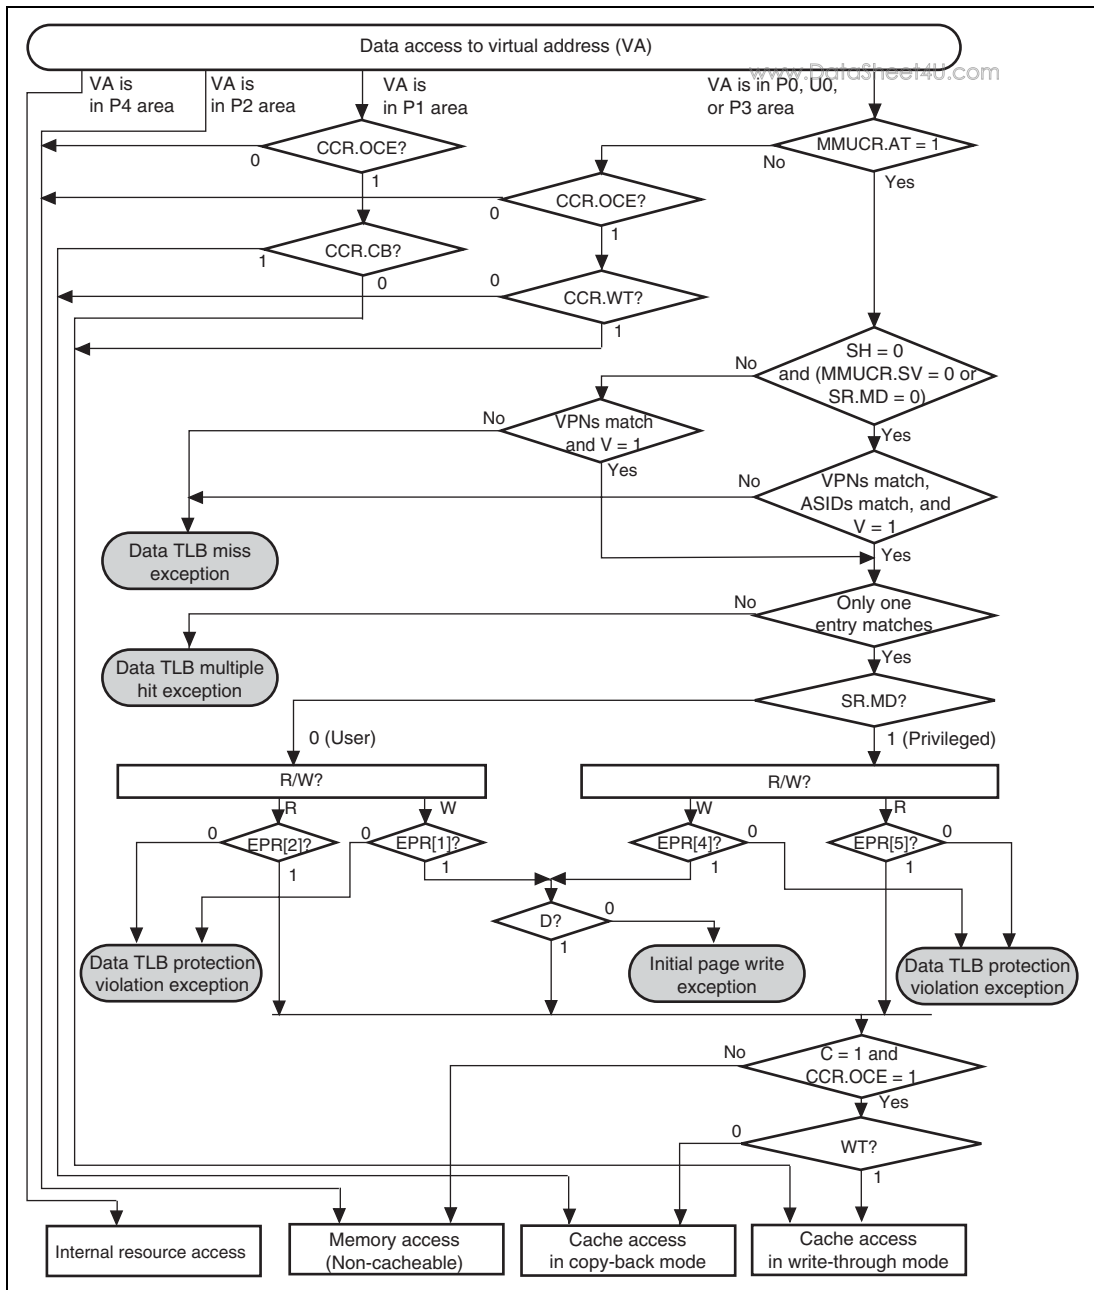 Data access to virtual address (VA)
www.DataSheet4U.com
VA is
in P4 area
VA is
in P2 area
VA is
in P1 area
VA is in P0, U0,
or P3 area
CCR.OCE?
0
1
MMUCR.AT = 1
No
Yes
CCR.OCE?
0
1
CCR.CB?
1
0
CCR.WT?
0
1
SH = 0
and (MMUCR.SV = 0 or
SR.MD = 0)
No
Yes
VPNs match
and V = 1
No
Yes
VPNs match,
ASIDs match, and
V = 1
No
Yes
Data TLB miss
exception
Only one
entry matches
No
Yes
Data TLB multiple
hit exception
SR.MD?
0 (User)
1 (Privileged)
R/W?
R/W?
R
W
W
R
0
EPR[2]?
1
0
EPR[1]?
1
EPR[4]?
0
1
EPR[5]?
0
1
D?
0
1
Data TLB protection
violation exception
Initial page write
exception
Data TLB protection
violation exception
C = 1 and
CCR.OCE = 1
No
Yes
WT?
0
1
Internal resource access
Memory access
(Non-cacheable)
Cache access
in copy-back mode
Cache access
in write-through mode